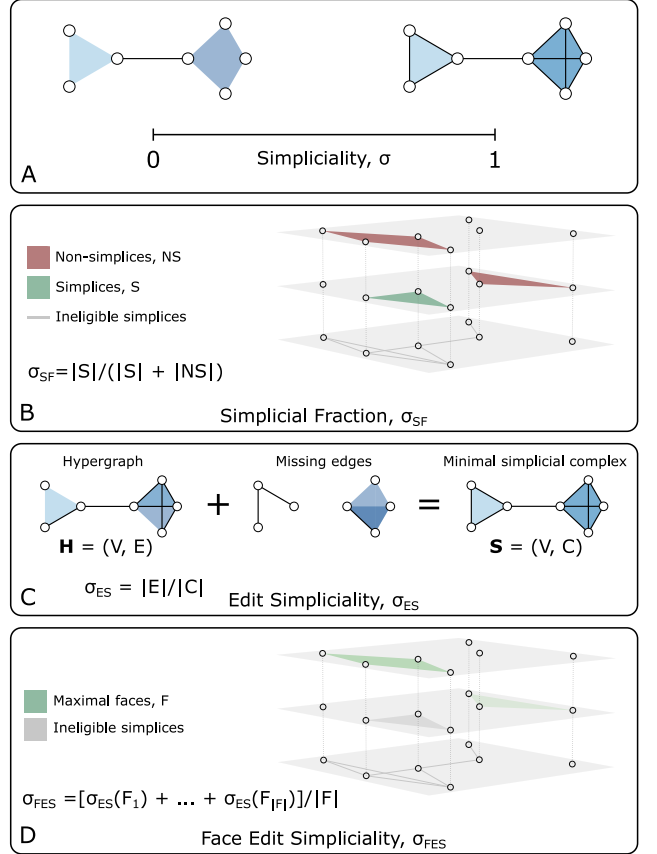 0
1
Simpliciality, σ
A
Non-simplices, NS
Simplices, S
Ineligible simplices
σSF=|S|/(|S| + |NS|)
B
Simplicial Fraction, σSF
Hypergraph
Missing edges
Minimal simplicial complex
+
=
H = (V, E)
S = (V, C)
σES = |E|/|C|
C
Edit Simpliciality, σES
Maximal faces, F
Ineligible simplices
σFES =[σES(F1) + ... + σES(F|F|)]/|F|
D
Face Edit Simpliciality, σFES